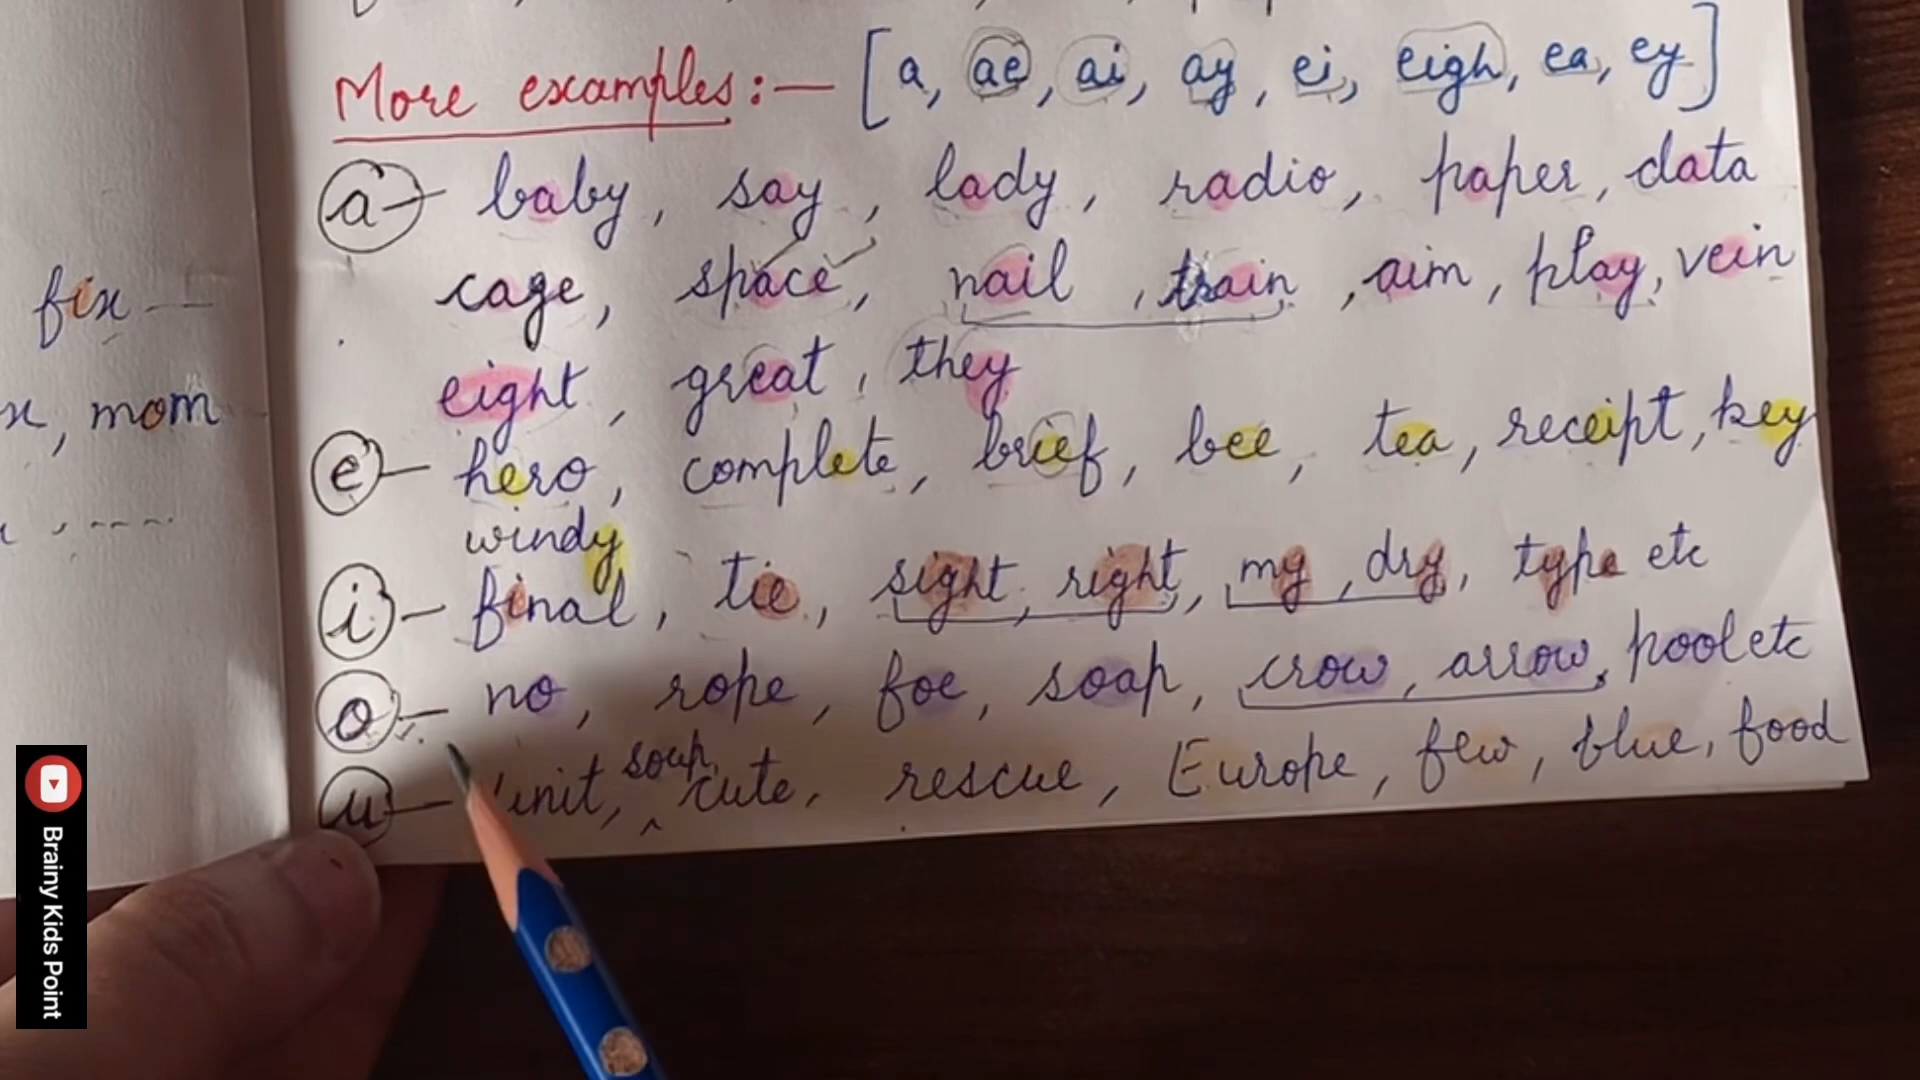 More examples:— [a, ae, ai, ay, ei, eigh, ea, ey]
a— baby, say, lady, radio, paper, data
cage, space, nail, train, aim, play, vein
eight, great, they
e— hero, complete, brief, bee, tea, receipt, key
windy
i— final, tie, sight, right, my, dry, type etc
o— no, rope, foe, soap, crow, arrow, pool etc
u— unit, soup, cute, rescue, Europe, few, blue, food
fix —
, mom
Brainy Kids Point